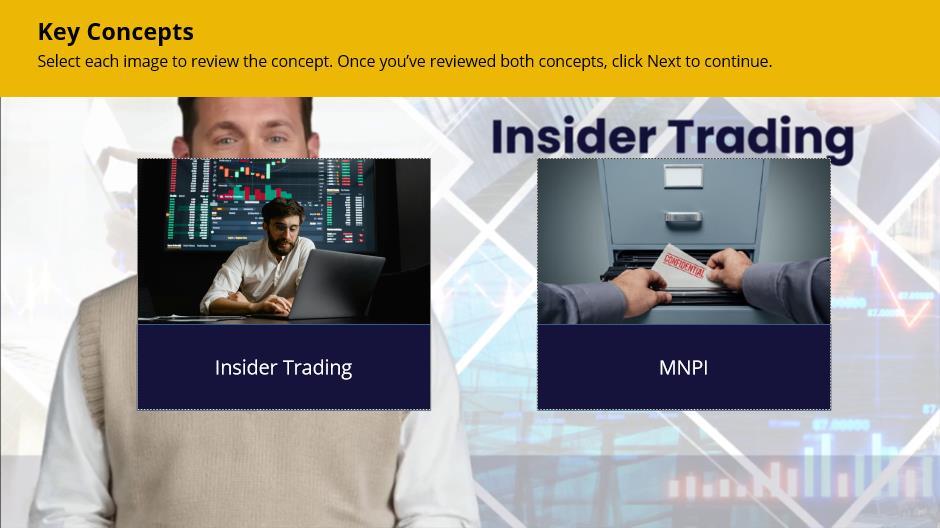 Key Concepts
Select each image to review the concept. Once you’ve reviewed both concepts, click Next to continue.
Insider Trading
CONFIDENTIAL
Insider Trading
MNPI